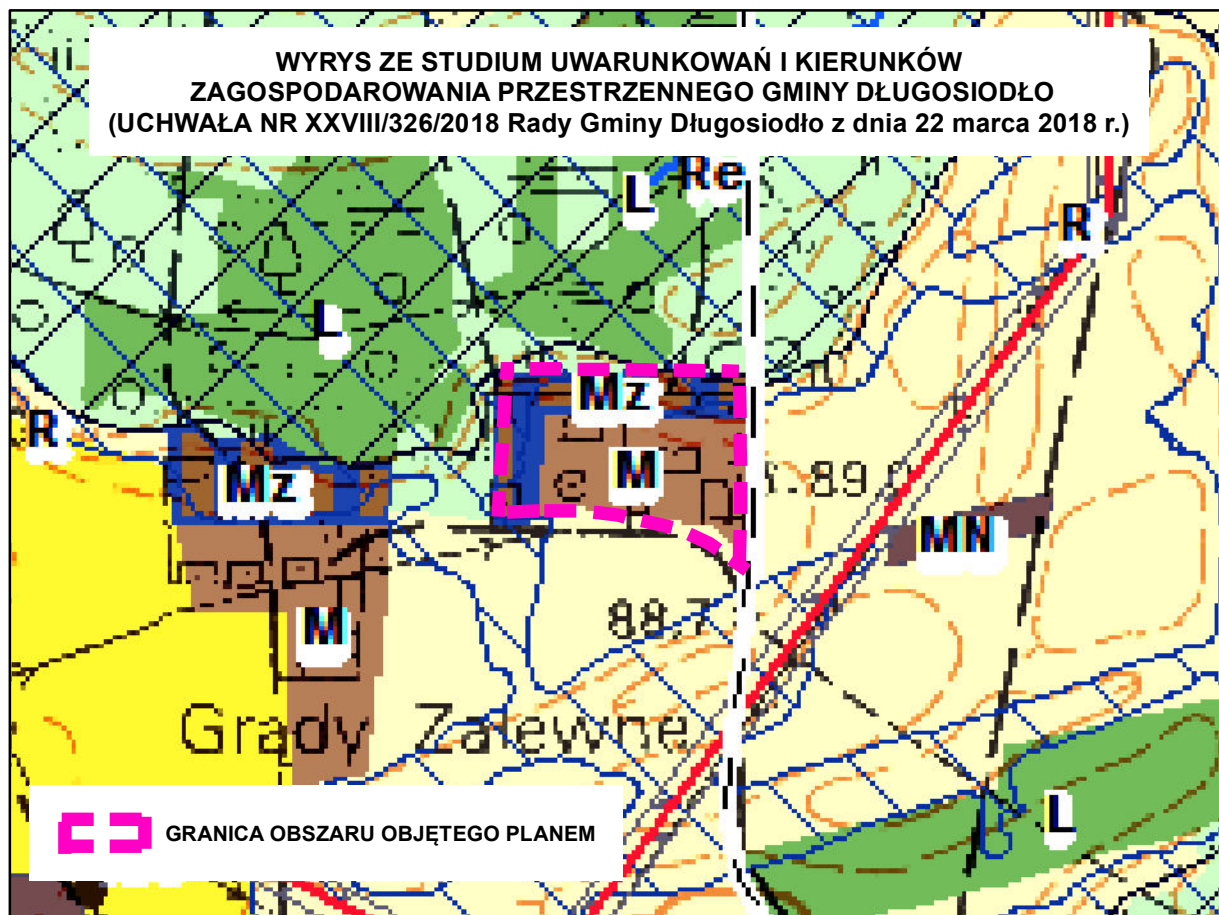 WYRYS ZE STUDIUM UWARUNKOWAŃ I KIERUNKÓW
ZAGOSPODAROWANIA PRZESTRZENNEGO GMINY DŁUGOSIODŁO
(UCHWAŁA NR XXVIII/326/2018 Rady Gminy Długosiodło z dnia 22 marca 2018 r.)
Re
L
R
L
Mz
R
Mz
M
MN
88.7
M
Grądy Zalewne
L
GRANICA OBSZARU OBJĘTEGO PLANEM